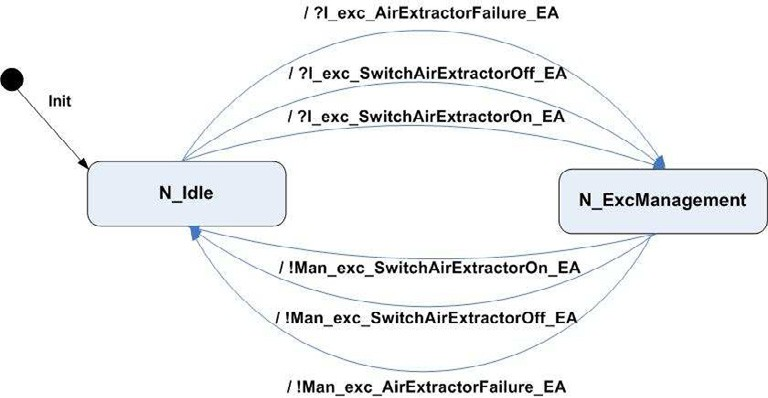 / ?I_exc_AirExtractorFailure_EA
/ ?I_exc_SwitchAirExtractorOff_EA
Init
/ ?I_exc_SwitchAirExtractorOn_EA
N_Idle
N_ExcManagement
/ !Man_exc_SwitchAirExtractorOn_EA
/ !Man_exc_SwitchAirExtractorOff_EA
/ !Man_exc_AirExtractorFailure_EA